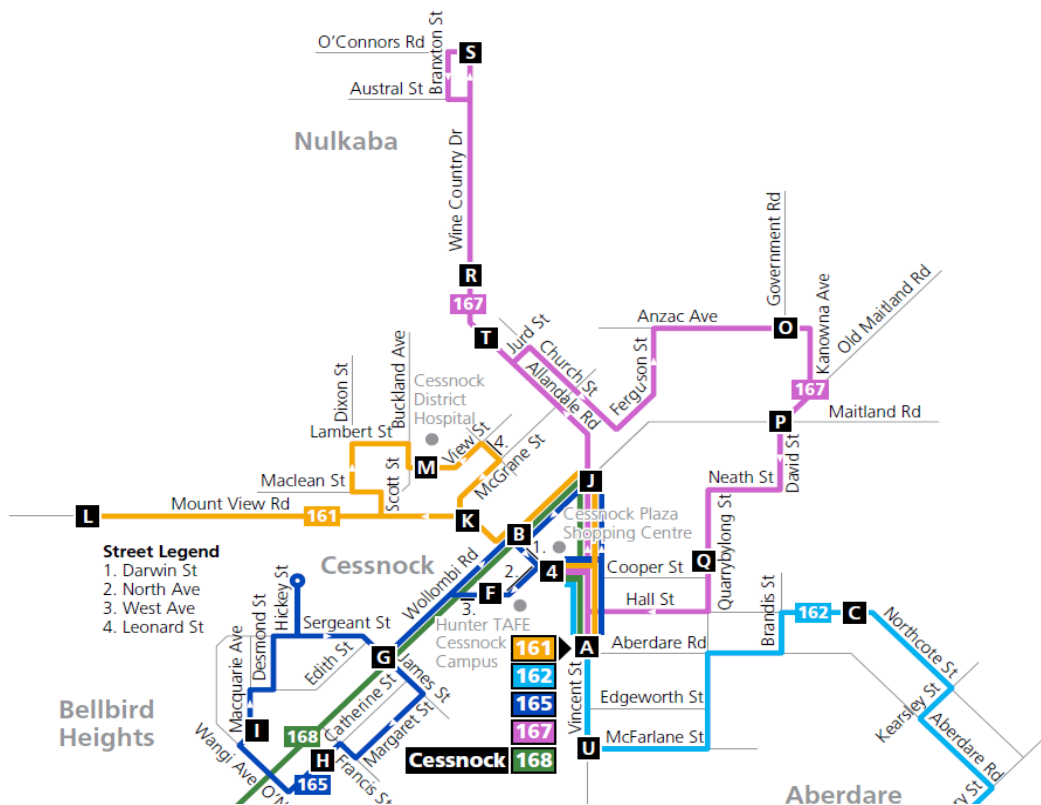 O'Connors Rd
Branxton St
S
Austral St
Nulkaba
Wine Country Dr
Government Rd
R
167
Kanowna Ave
Old Maitland Rd
Anzac Ave
O
T
Jurd St
Church St
Allandale Rd
Ferguson St
167
Dixon St
Buckland Ave
Cessnock
District
Hospital
P
Maitland Rd
Lambert St
View St
4.
M
David St
McGrane St
Maclean St
Scott St
J
Neath St
Mount View Rd
L
161
K
B
Cessnock Plaza
Shopping Centre
Quarrybylong St
Street Legend
1. Darwin St
2. North Ave
3. West Ave
4. Leonard St
Cessnock
Wollombi Rd
1.
2.
3.
4
Q
Cooper St
F
Hall St
Brandis St
162
C
Northcote St
Hickey St
Desmond St
Macquarie Ave
Sergeant St
Hunter TAFE
Cessnock
Campus
Edith St
G
James St
161
162
165
167
Cessnock 168
A
Aberdare Rd
Vincent St
Edgeworth St
Kearsley St
Aberdare Rd
Bellbird
Heights
I
Catherine St
Margaret St
168
U
McFarlane St
Wangi Ave
H
Francis St
165
Aberdare